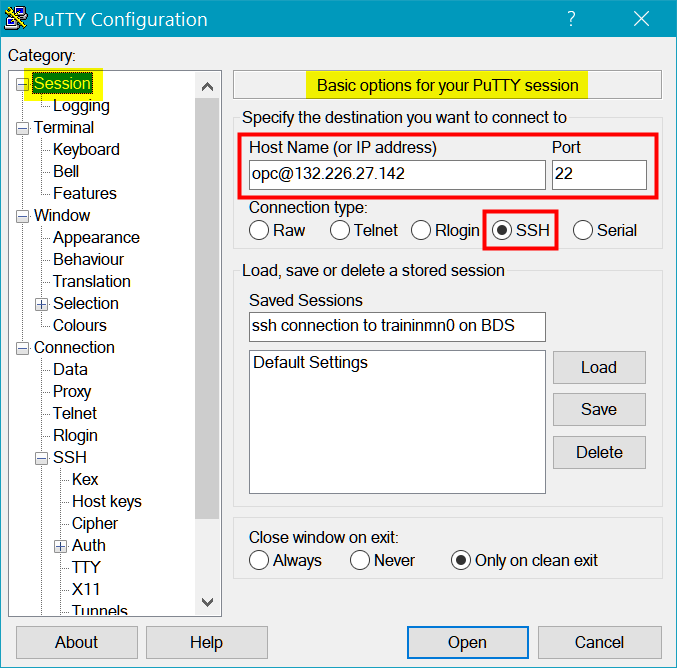 PuTTY Configuration
Category:
Session
Logging
Terminal
Keyboard
Bell
Features
Window
Appearance
Behaviour
Translation
Selection
Colours
Connection
Data
Proxy
Telnet
Rlogin
SSH
Kex
Host keys
Cipher
Auth
TTY
X11
Tunnels
Basic options for your PuTTY session
Specify the destination you want to connect to
Host Name (or IP address) Port
opc@132.226.27.142 22
Connection type:
Raw Telnet Rlogin SSH Serial
Load, save or delete a stored session
Saved Sessions
ssh connection to traininmn0 on BDS
Default Settings
Load
Save
Delete
Close window on exit:
Always Never Only on clean exit
About Help Open Cancel